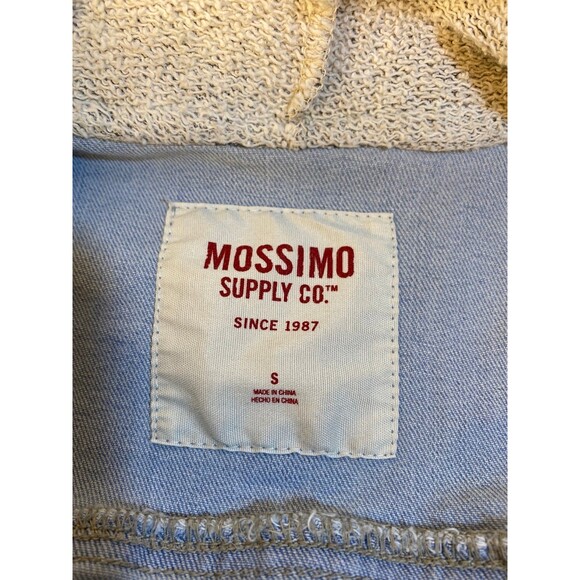 MOSSIMO
SUPPLY CO.™
SINCE 1987
S
MADE IN CHINA
HECHO EN CHINA